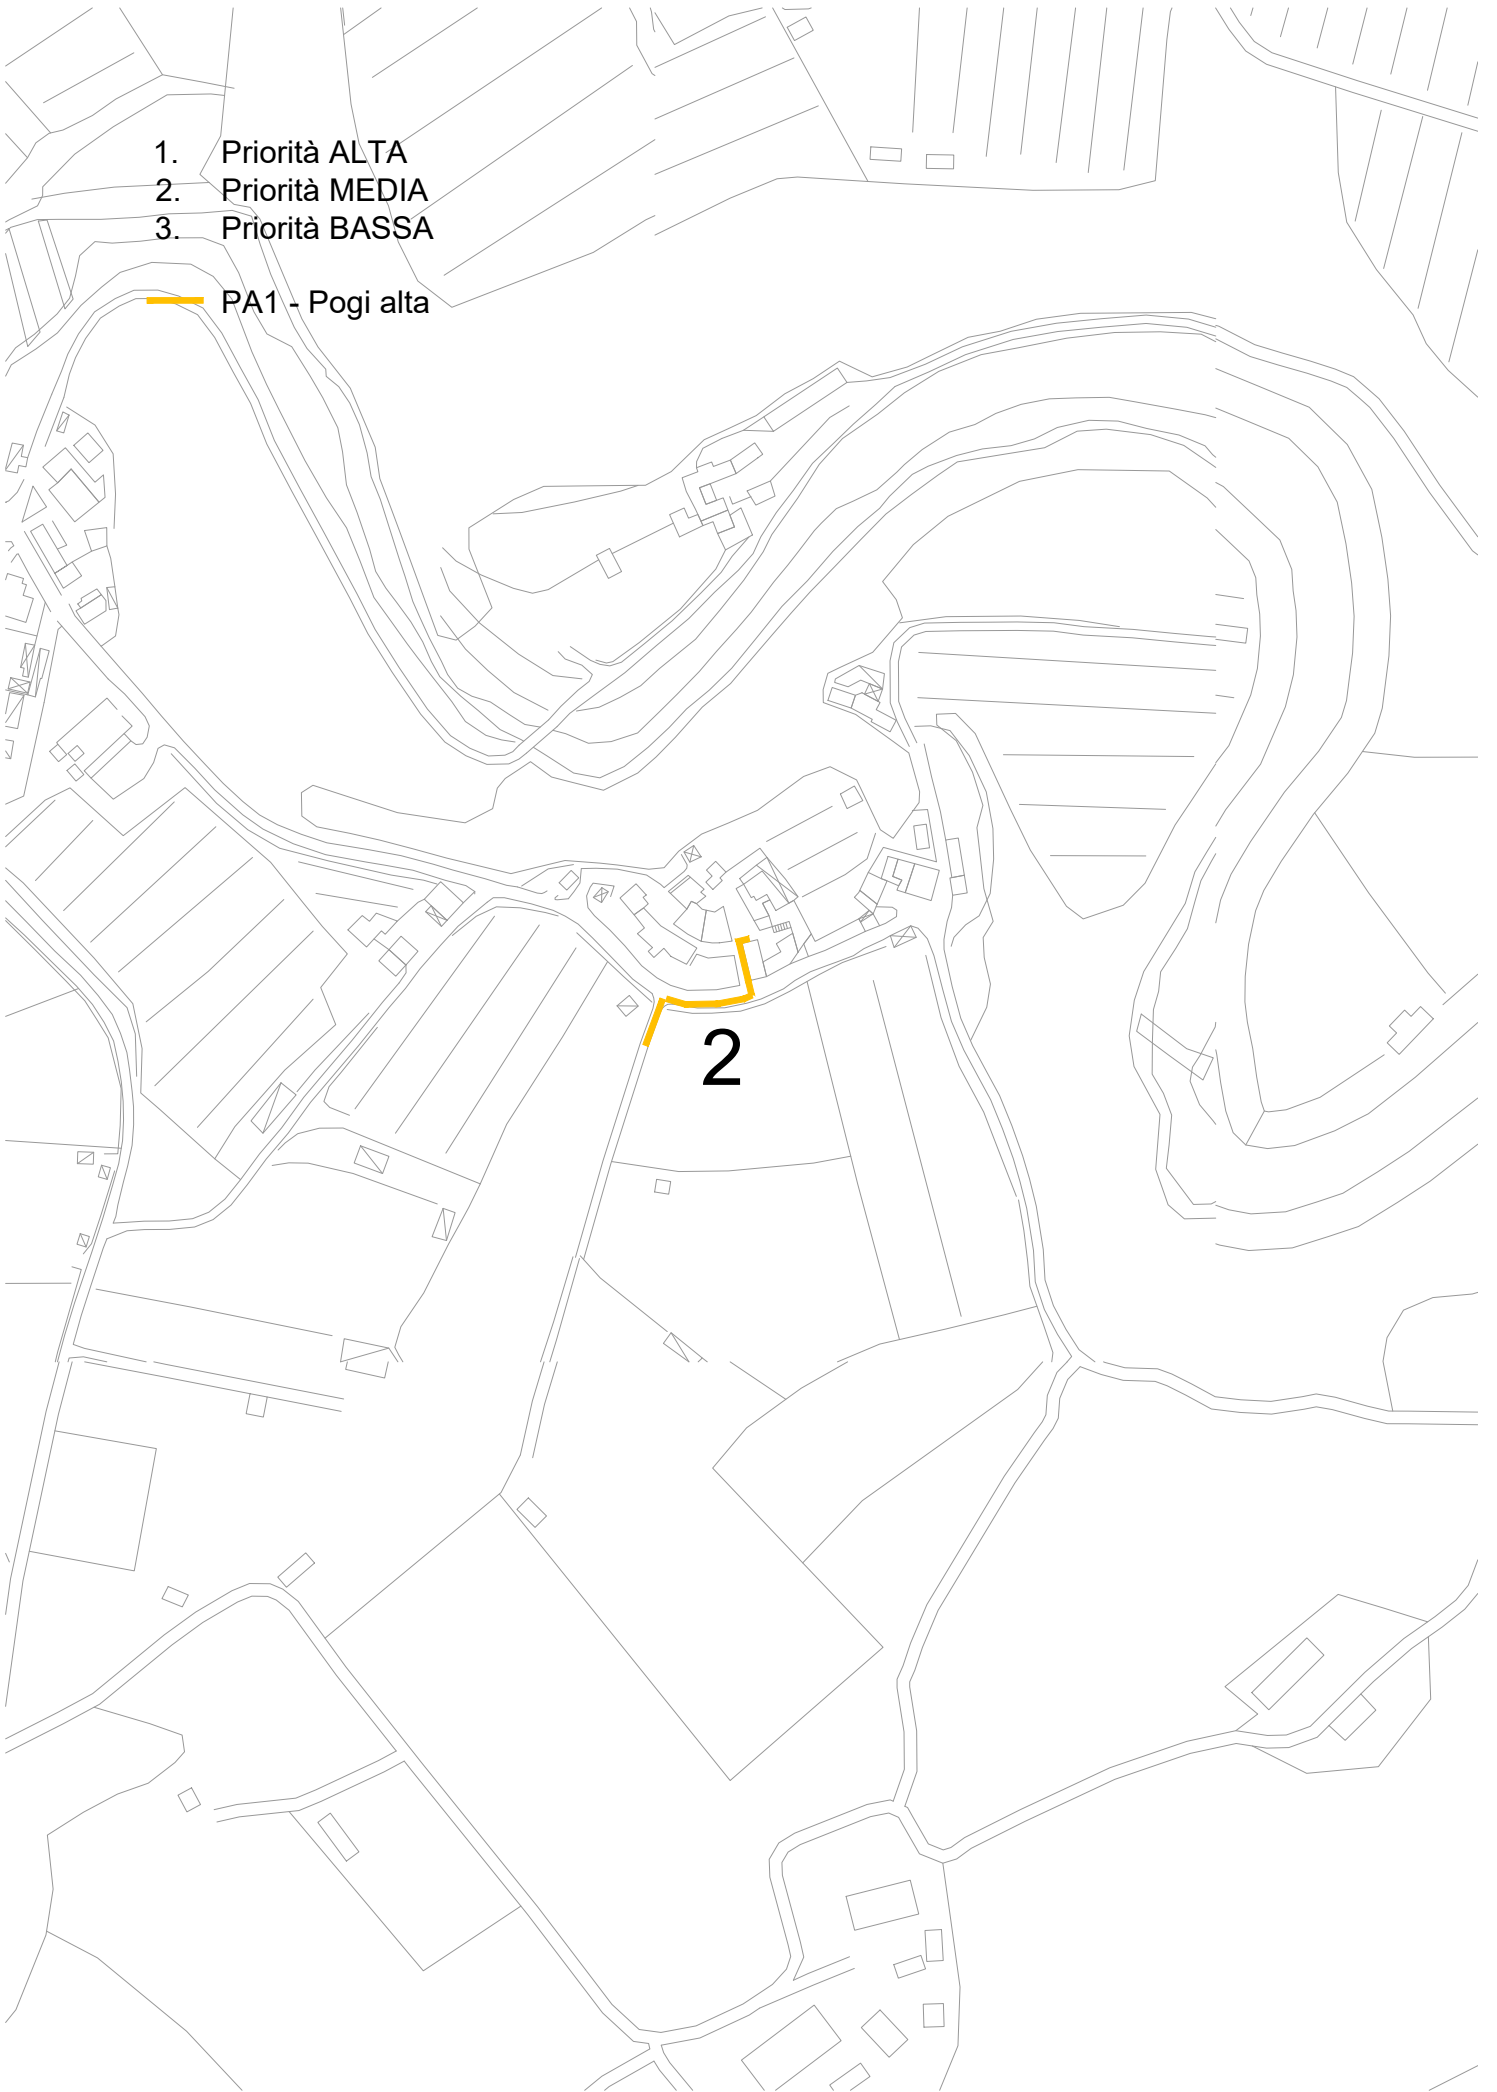 1. Priorità ALTA
2. Priorità MEDIA
3. Priorità BASSA
PA1 - Pogi alta
2